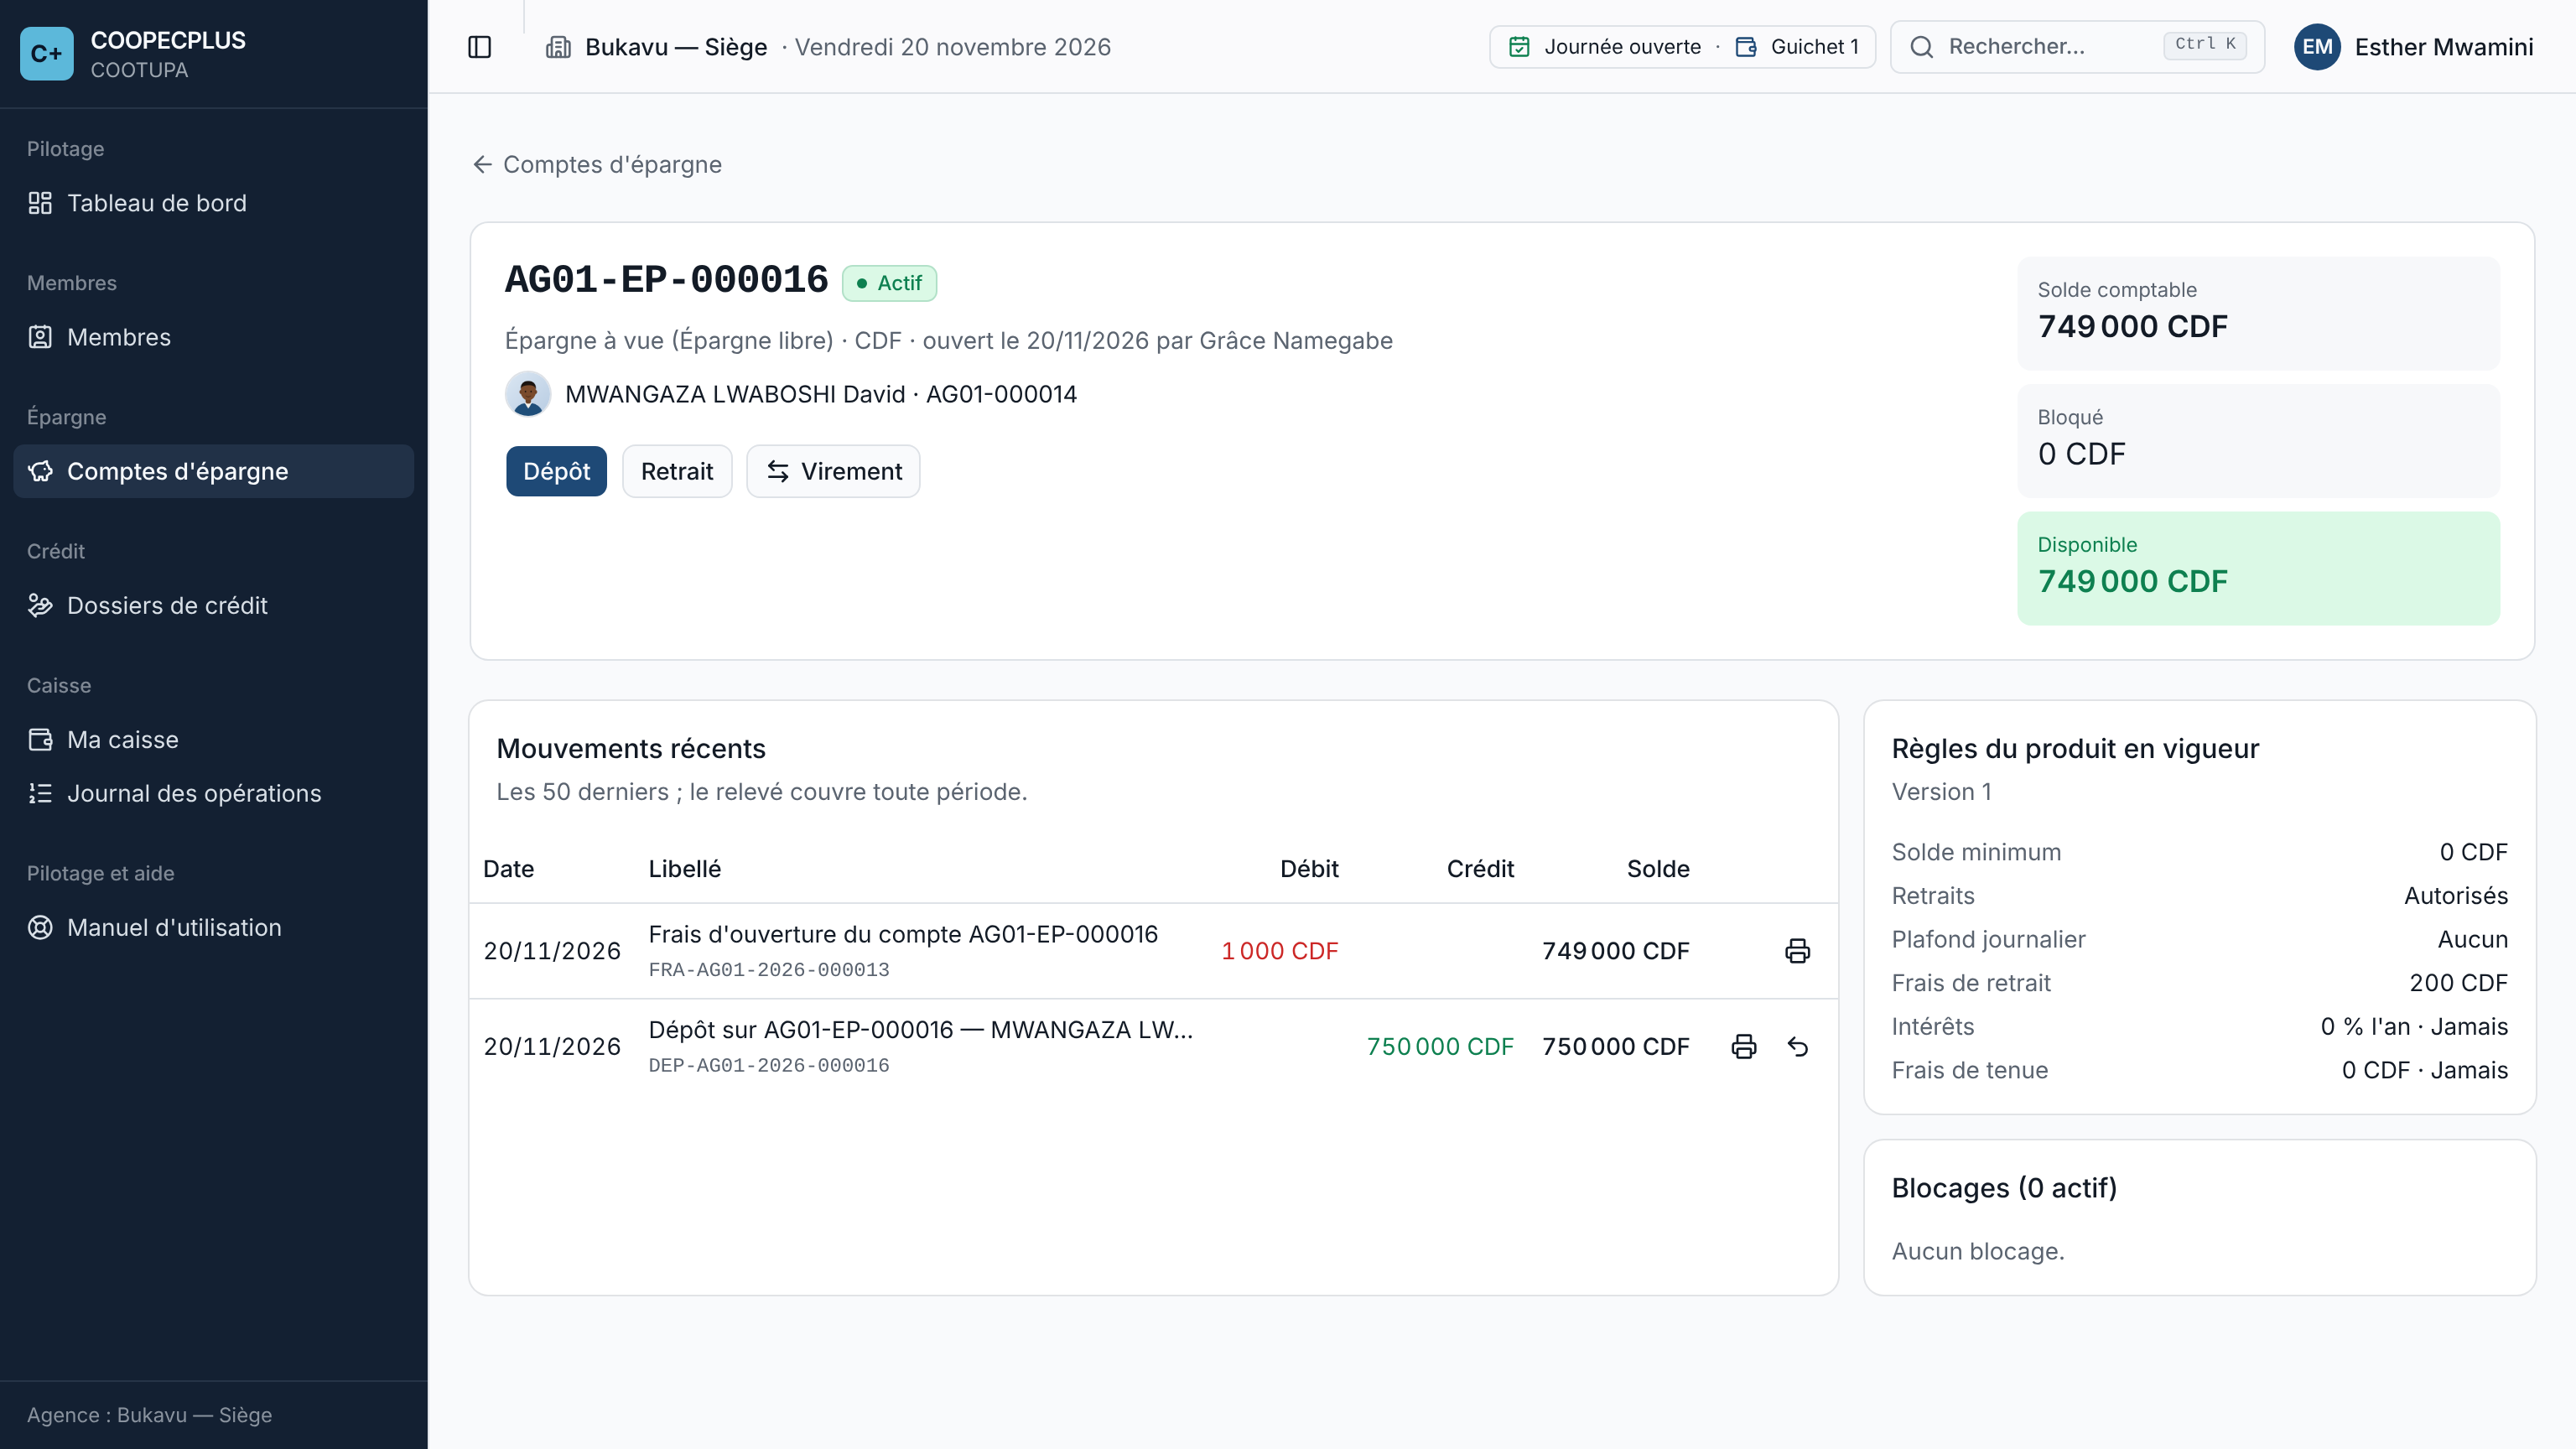 C+
COOPECPLUS
COOTUPA
Pilotage
Tableau de bord
Membres
Membres
Épargne
Comptes d'épargne
Crédit
Dossiers de crédit
Caisse
Ma caisse
Journal des opérations
Pilotage et aide
Manuel d'utilisation
Agence : Bukavu — Siège
Bukavu — Siège · Vendredi 20 novembre 2026
Journée ouverte · Guichet 1
Rechercher... Ctrl K
EM Esther Mwamini
Comptes d'épargne
AG01-EP-000016 Actif
Épargne à vue (Épargne libre) · CDF · ouvert le 20/11/2026 par Grâce Namegabe
MWANGAZA LWABOSHI David · AG01-000014
Dépôt Retrait Virement
Solde comptable
749 000 CDF
Bloqué
0 CDF
Disponible
749 000 CDF
Mouvements récents
Les 50 derniers ; le relevé couvre toute période.
Date Libellé Débit Crédit Solde
20/11/2026 Frais d'ouverture du compte AG01-EP-000016 1 000 CDF 749 000 CDF
FRA-AG01-2026-000013
20/11/2026 Dépôt sur AG01-EP-000016 — MWANGAZA LW... 750 000 CDF 750 000 CDF
DEP-AG01-2026-000016
Règles du produit en vigueur
Version 1
Solde minimum 0 CDF
Retraits Autorisés
Plafond journalier Aucun
Frais de retrait 200 CDF
Intérêts 0 % l'an · Jamais
Frais de tenue 0 CDF · Jamais
Blocages (0 actif)
Aucun blocage.